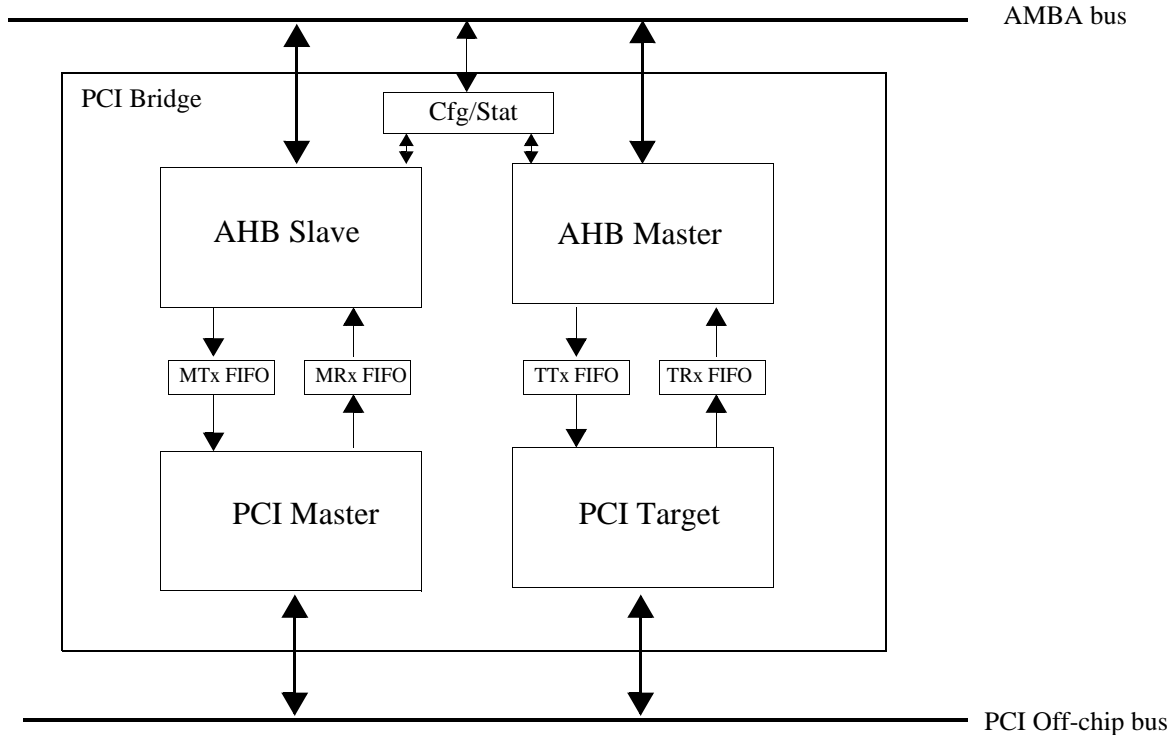 AMBA bus
PCI Bridge
Cfg/Stat
AHB Slave
AHB Master
MTx FIFO
MRx FIFO
TTx FIFO
TRx FIFO
PCI Master
PCI Target
PCI Off-chip bus